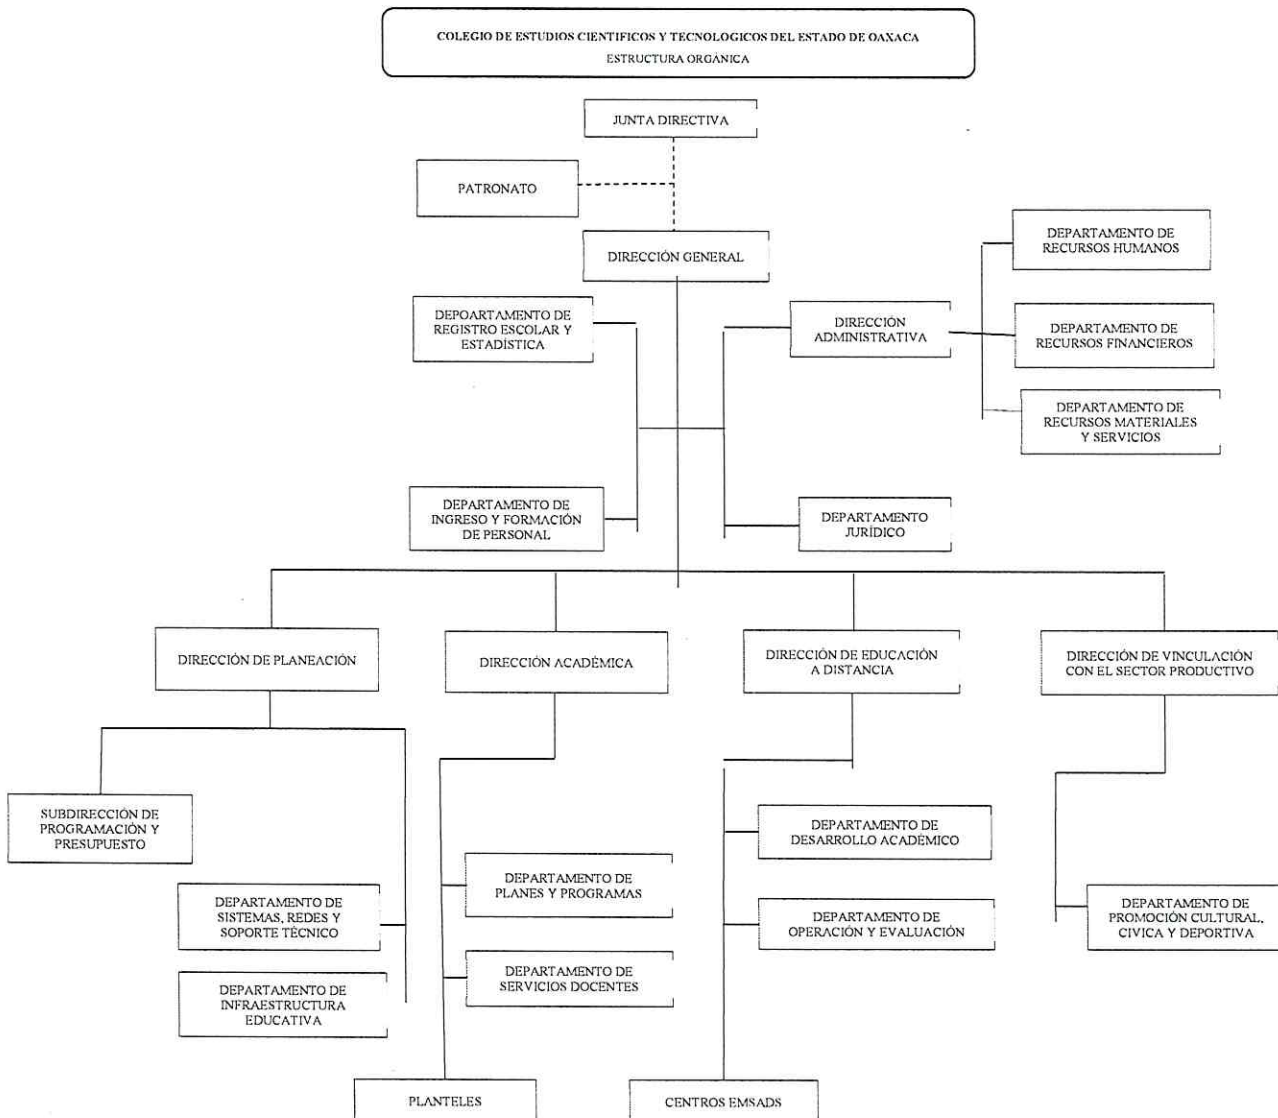 COLEGIO DE ESTUDIOS CIENTIFICOS Y TECNOLOGICOS DEL ESTADO DE OAXACA
ESTRUCTURA ORGÁNICA
JUNTA DIRECTIVA
PATRONATO
DIRECCIÓN GENERAL
DEPARTAMENTO DE
RECURSOS HUMANOS
DEPOARTAMENTO DE
REGISTRO ESCOLAR Y
ESTADÍSTICA
DIRECCIÓN
ADMINISTRATIVA
DEPARTAMENTO DE
RECURSOS FINANCIEROS
DEPARTAMENTO DE
RECURSOS MATERIALES
Y SERVICIOS
DEPARTAMENTO DE
INGRESO Y FORMACIÓN
DE PERSONAL
DEPARTAMENTO
JURÍDICO
DIRECCIÓN DE PLANEACIÓN
DIRECCIÓN ACADÉMICA
DIRECCIÓN DE EDUCACIÓN
A DISTANCIA
DIRECCIÓN DE VINCULACIÓN
CON EL SECTOR PRODUCTIVO
SUBDIRECCIÓN DE
PROGRAMACIÓN Y
PRESUPUESTO
DEPARTAMENTO DE
DESARROLLO ACADÉMICO
DEPARTAMENTO DE
PLANES Y PROGRAMAS
DEPARTAMENTO DE
SISTEMAS, REDES Y
SOPORTE TÉCNICO
DEPARTAMENTO DE
OPERACIÓN Y EVALUACIÓN
DEPARTAMENTO DE
PROMOCIÓN CULTURAL,
CIVICA Y DEPORTIVA
DEPARTAMENTO DE
SERVICIOS DOCENTES
DEPARTAMENTO DE
INFRAESTRUCTURA
EDUCATIVA
PLANTELES
CENTROS EMSADS